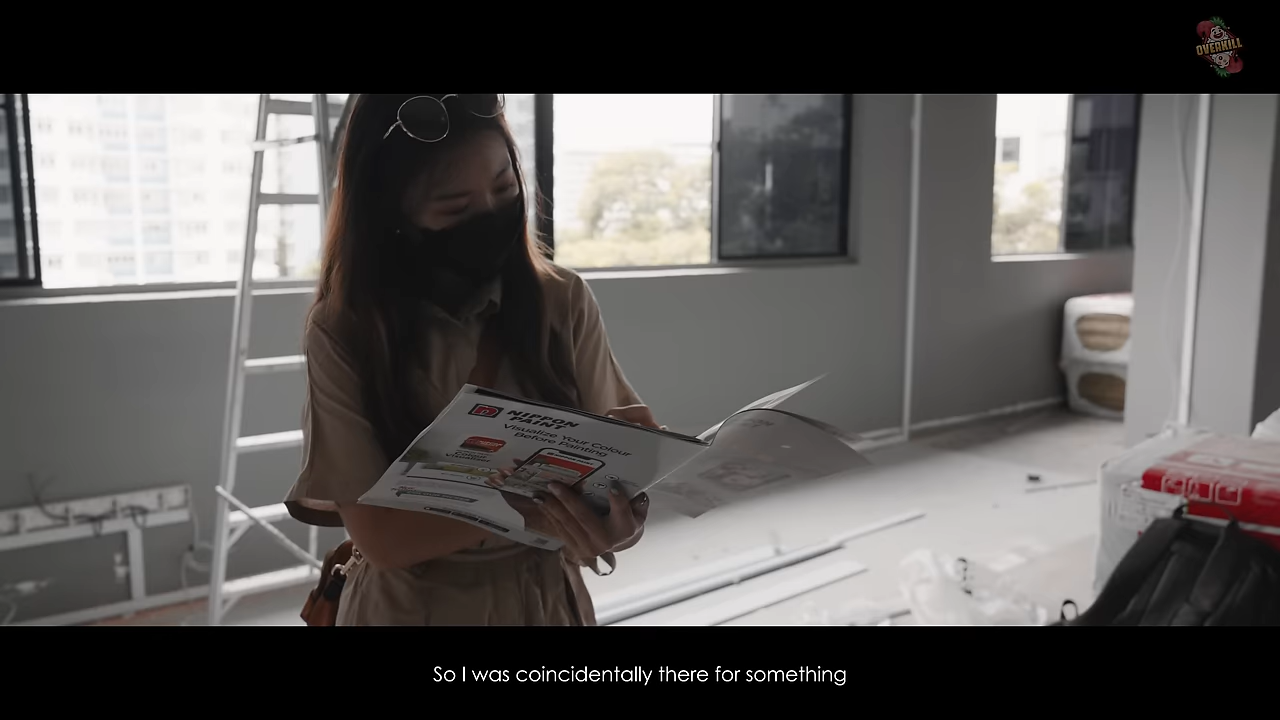 OVERKILL
NIPPON
PAINT
Visualize Your Colour
Before Painting
So I was coincidentally there for something